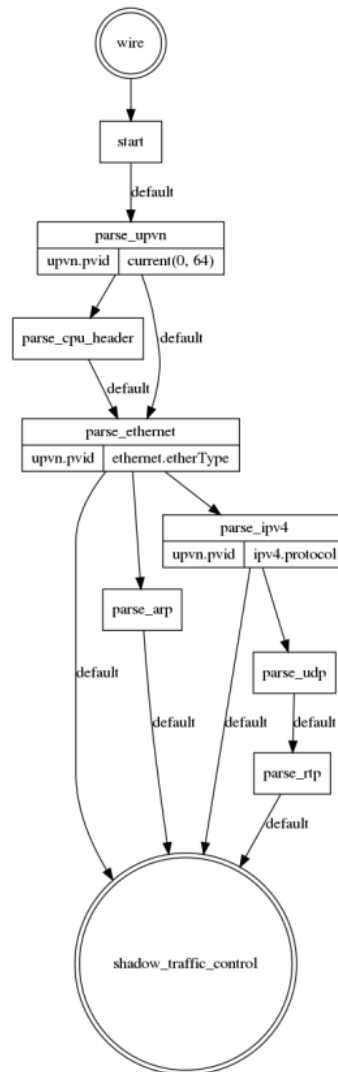 wire
start
default
parse_upvn
upvn.pvid current(0, 64)
parse_cpu_header
default
default
parse_ethernet
upvn.pvid ethernet.etherType
parse_ipv4
upvn.pvid ipv4.protocol
parse_arp
parse_udp
default
default
default
default
parse_rtp
default
shadow_traffic_control